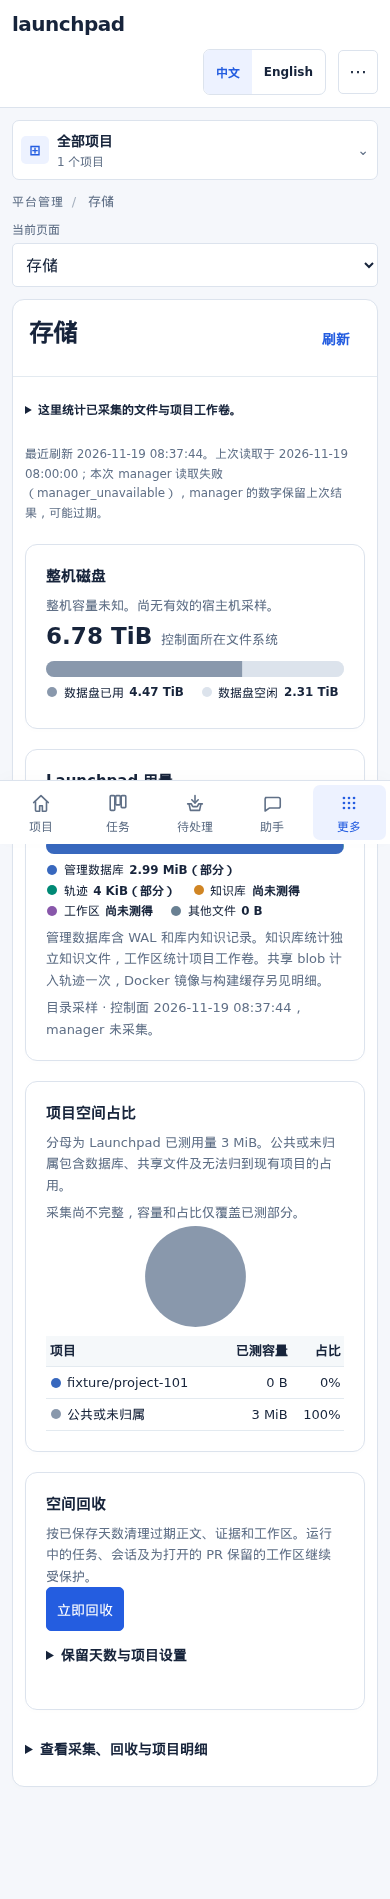 launchpad
中文 English ···
全部项目
1 个项目
平台管理 / 存储
当前页面
存储
存储
刷新
这里统计已采集的文件与项目工作卷。
最近刷新 2026-11-19 08:37:44。上次读取于 2026-11-19
08:00:00；本次 manager 读取失败
（manager_unavailable），manager 的数字保留上次结
果，可能过期。
整机磁盘
整机容量未知。尚无有效的宿主机采样。
6.78 TiB 控制面所在文件系统
数据盘已用 4.47 TiB 数据盘空闲 2.31 TiB
Launchpad 用量
项目 任务 待处理 助手 更多
管理数据库 2.99 MiB（部分）
轨迹 4 KiB（部分） 知识库 尚未测得
工作区 尚未测得 其他文件 0 B
管理数据库含 WAL 和库内知识记录。知识库统计独
立知识文件，工作区统计项目工作卷。共享 blob 计
入轨迹一次，Docker 镜像与构建缓存另见明细。
目录采样 · 控制面 2026-11-19 08:37:44，
manager 未采集。
项目空间占比
分母为 Launchpad 已测用量 3 MiB。公共或未归
属包含数据库、共享文件及无法归到现有项目的占
用。
采集尚不完整，容量和占比仅覆盖已测部分。
项目 已测容量 占比
fixture/project-101 0 B 0%
公共或未归属 3 MiB 100%
空间回收
按已保存天数清理过期正文、证据和工作区。运行
中的任务、会话及为打开的 PR 保留的工作区继续
受保护。
立即回收
保留天数与项目设置
查看采集、回收与项目明细